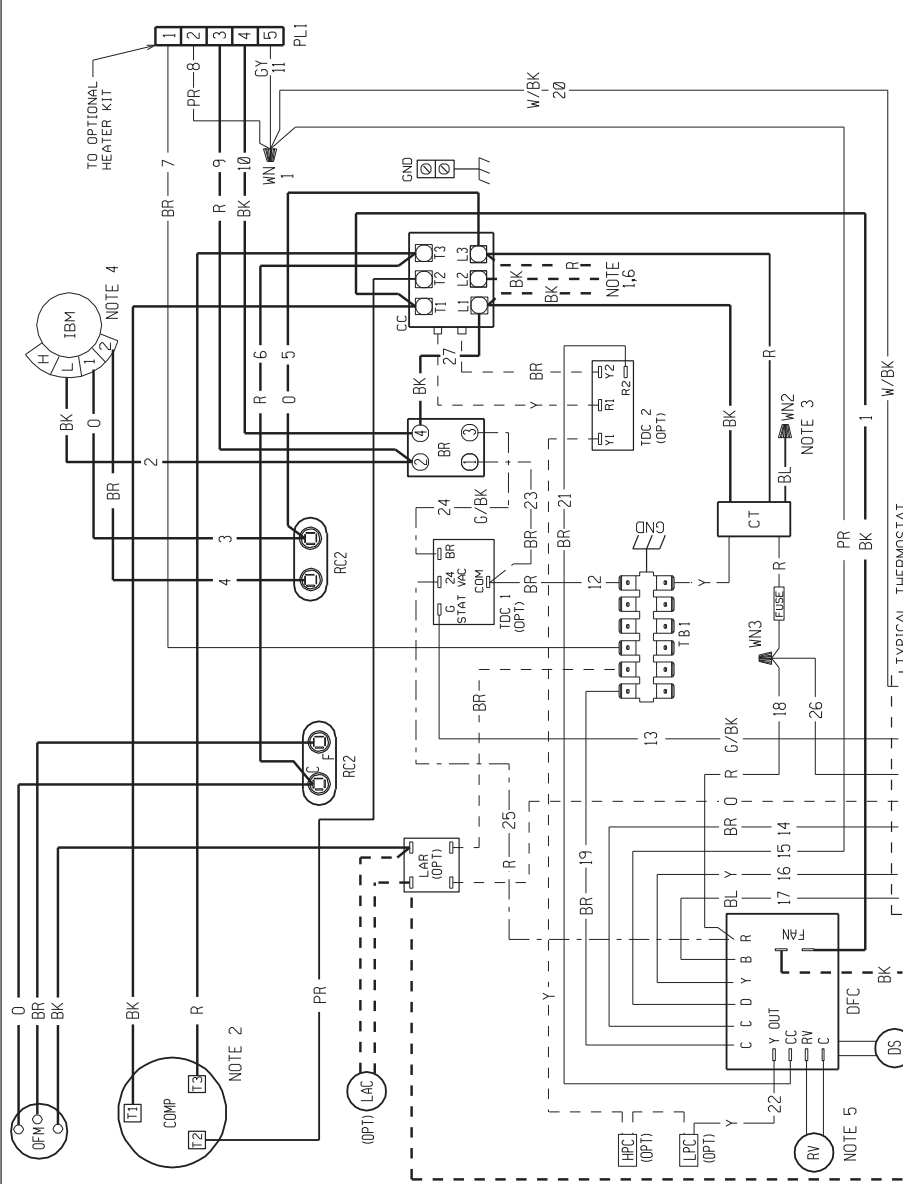 TO OPTIONAL
HEATER KIT
1
2
3
4
5
PL1
PR
8
GY
11
BR
7
R
9
BK
10
WN
1
W/BK
20
GND
IBM
H
L
1
2
NOTE 4
BK
O
BR
2
3
4
RC2
R
6
O
5
CC
T1
T2
T3
L1
L2
L3
BK
R
BK
NOTE
1,6
27
BK
4
2
BR
3
1
Y
BR
Y2
R1
R2
Y1
TDC 2
(OPT)
24
G/BK
BR
23
BR
21
BR
24
VAC
G
STAT
COM
TDC 1
(OPT)
BR
12
GND
TB1
Y
CT
BK
R
BL
WN2
NOTE 3
W/BK
PR
BK
1
R
FUSE
WN3
18
26
TYPICAL THERMOSTAT
13
G/BK
R
O
BR
14
15
Y
16
BL
17
BR
19
R
25
BR
RC2
C
F
LAR
(OPT)
O
BR
BK
OFM
BK
R
PR
T1
T2
T3
COMP
NOTE 2
(OPT)
LAC
Y
HPC
(OPT)
LPC
(OPT)
Y
22
RV
NOTE 5
C
C
D
Y
B
R
FAN
Y OUT
CC
RV
C
DFC
BK
DS